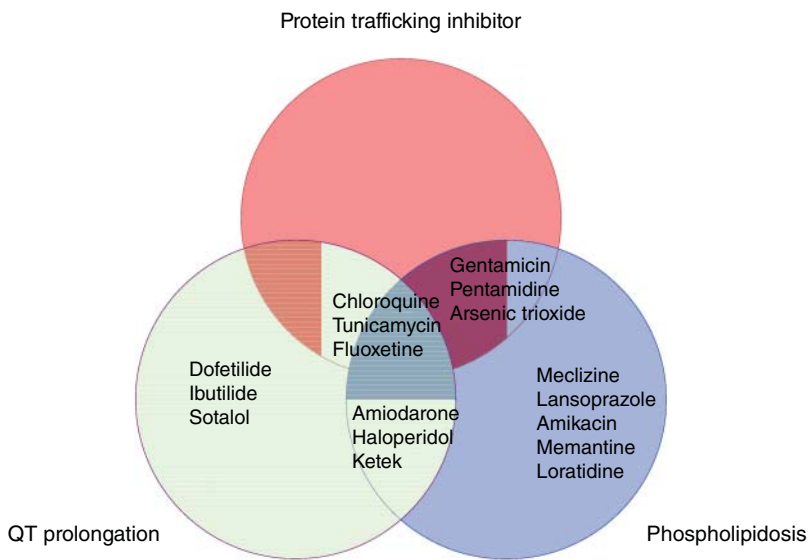 Protein trafficking inhibitor
Gentamicin
Pentamidine
Arsenic trioxide
Chloroquine
Tunicamycin
Fluoxetine
Dofetilide
Ibutilide
Sotalol
Amiodarone
Haloperidol
Ketek
Meclizine
Lansoprazole
Amikacin
Memantine
Loratidine
QT prolongation
Phospholipidosis